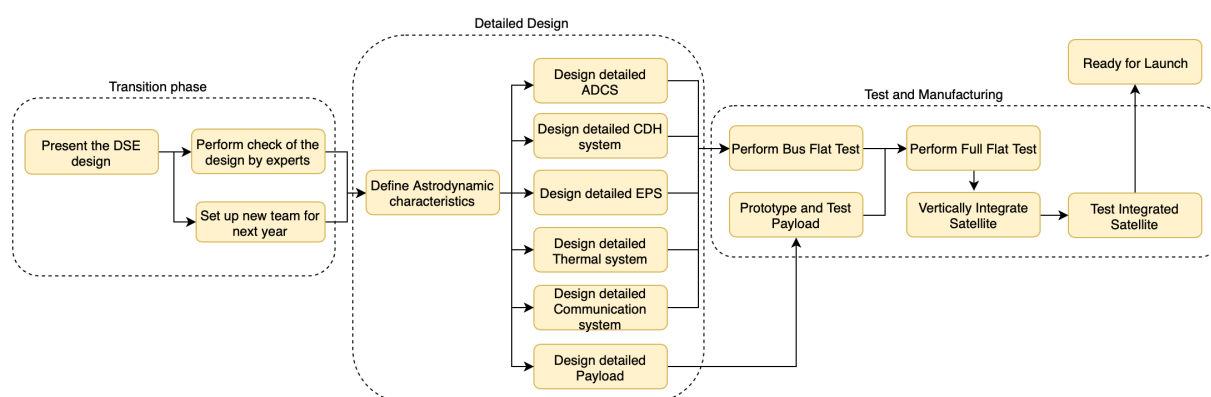 Detailed Design
Transition phase
Present the DSE
design
Perform check of the
design by experts
Set up new team for
next year
Define Astrodynamic
characteristics
Design detailed
ADCS
Design detailed CDH
system
Design detailed EPS
Design detailed
Thermal system
Design detailed
Communication
system
Design detailed
Payload
Test and Manufacturing
Perform Bus Flat Test
Prototype and Test
Payload
Perform Full Flat Test
Vertically Integrate
Satellite
Test Integrated
Satellite
Ready for Launch